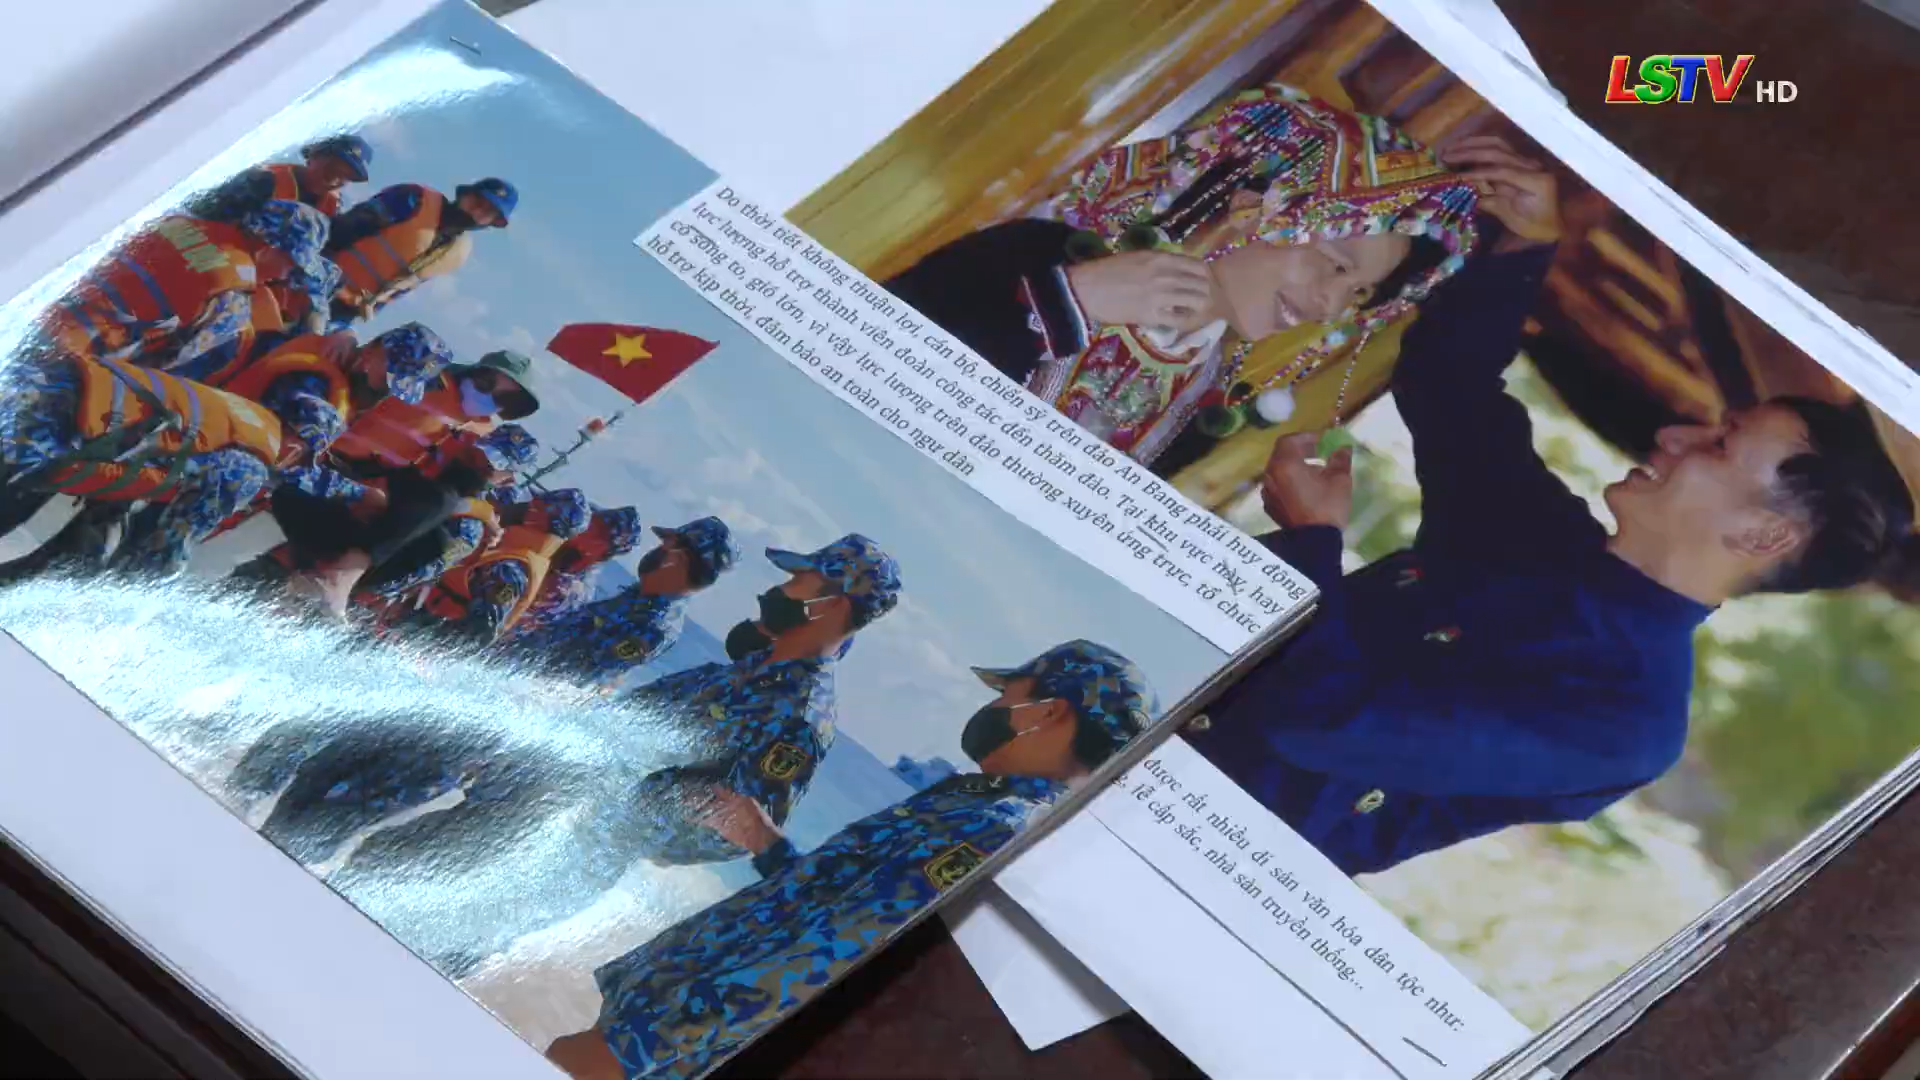 LSTV HD
Do thời tiết không thuận lợi, cán bộ, chiến sỹ trên đảo An Bang phải huy động
lực lượng hỗ trợ thành viên đoàn công tác đến thăm đảo. Tại khu vực này, hay
có sóng to, gió lớn, vì vậy lực lượng trên đảo thường xuyên ứng trực, tổ chức
hỗ trợ kịp thời, đảm bảo an toàn cho ngư dân
được rất nhiều di sản văn hóa dân tộc như:
lễ cấp sắc, nhà sàn truyền thống...